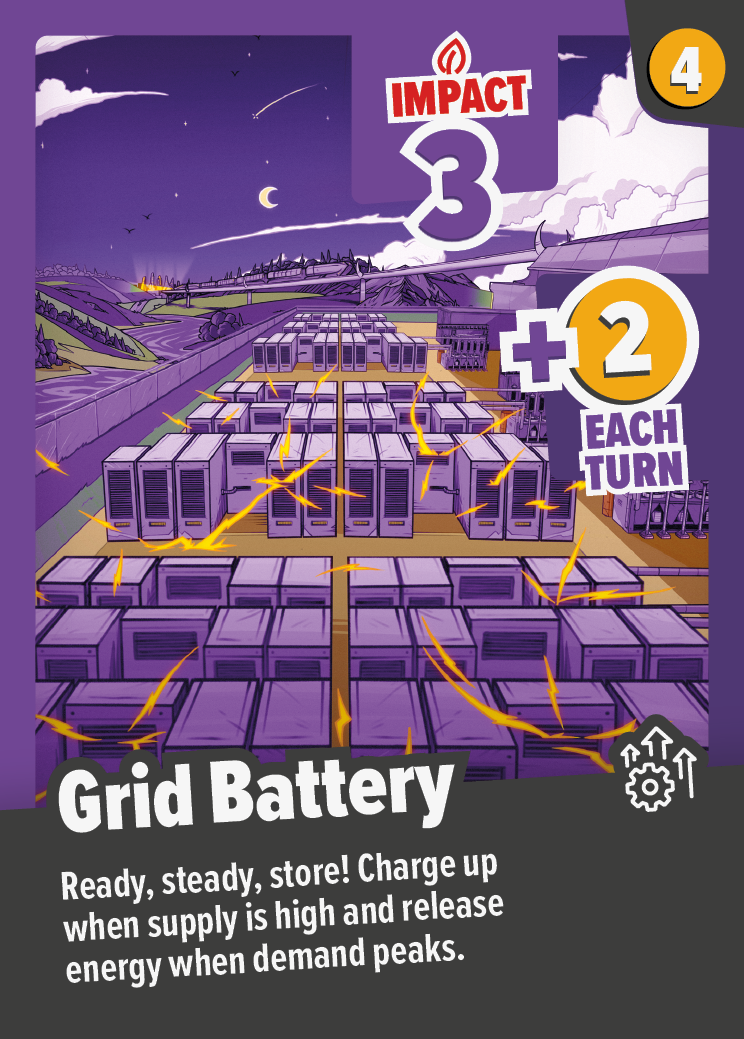 4
IMPACT
3
+2
EACH
TURN
Grid Battery
Ready, steady, store! Charge up
when supply is high and release
energy when demand peaks.